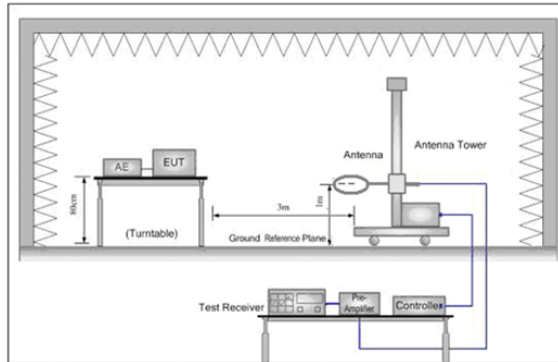 AE
EUT
80cm
(Turntable)
3m
Antenna
Antenna Tower
1m
Ground Reference Plane
Test Receiver
Pre-
Amplifier
Controller